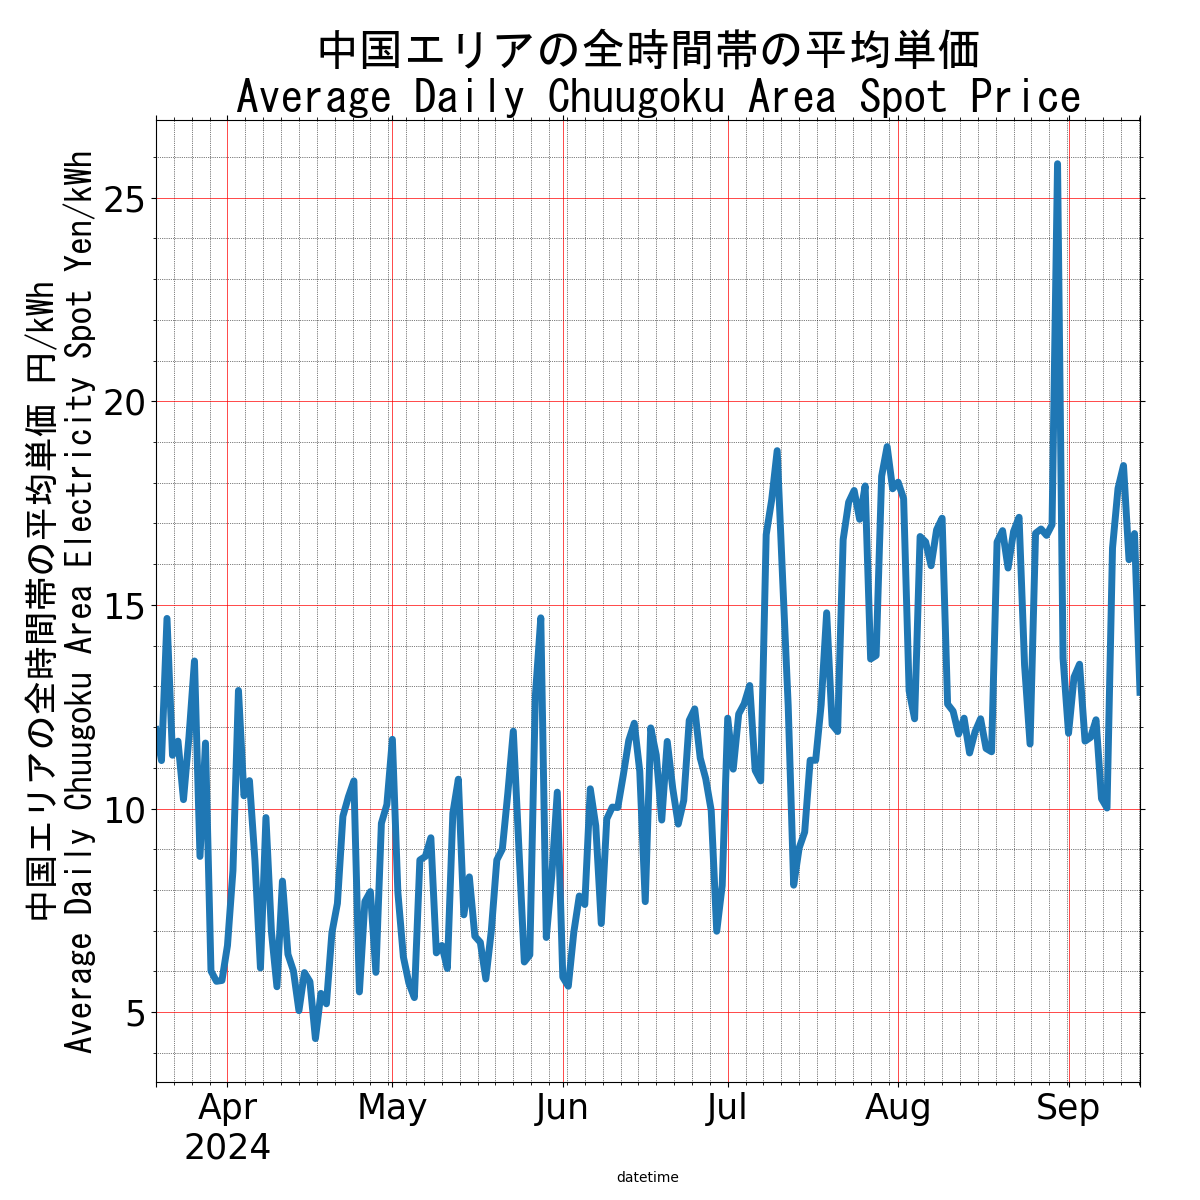 中国エリアの全時間帯の平均単価
Average Daily Chuugoku Area Spot Price
中国エリアの全時間帯の平均単価 円/kWh
Average Daily Chuugoku Area Electricity Spot Yen/kWh
25
20
15
10
5
Apr
2024
May
Jun
Jul
Aug
Sep
datetime